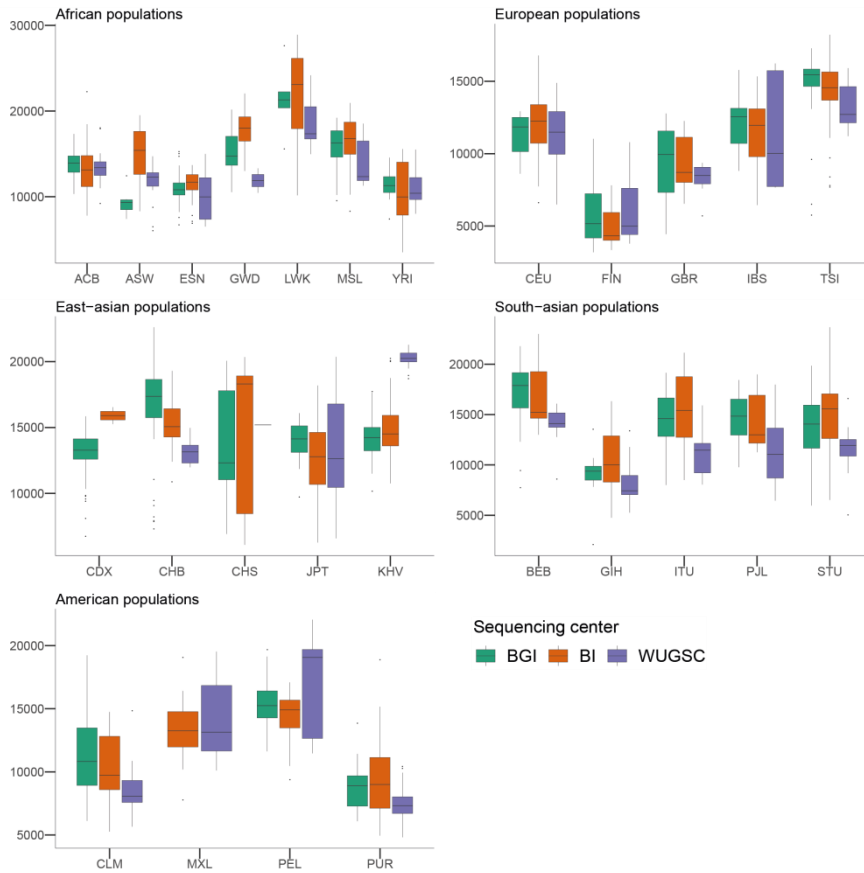 African populations
30000
20000
10000
ACB ASW ESN GWD LWK MSL YRI
European populations
15000
10000
5000
CEU FIN GBR IBS TSI
East−asian populations
20000
15000
10000
CDX CHB CHS JPT KHV
South−asian populations
20000
15000
10000
5000
BEB GIH ITU PJL STU
American populations
20000
15000
10000
5000
CLM MXL PEL PUR
Sequencing center
BGI BI WUGSC